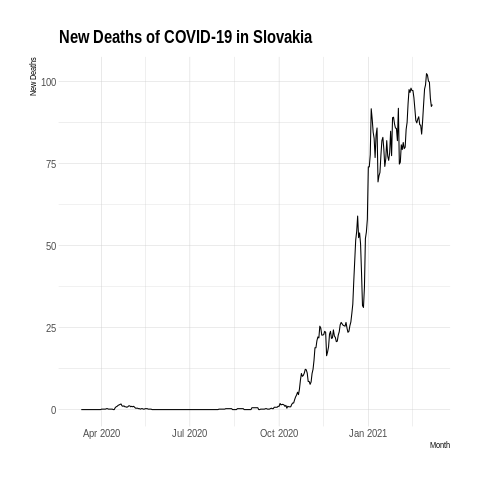 New Deaths of COVID-19 in Slovakia
New Deaths
100
75
50
25
0
Apr 2020 Jul 2020 Oct 2020 Jan 2021
Month